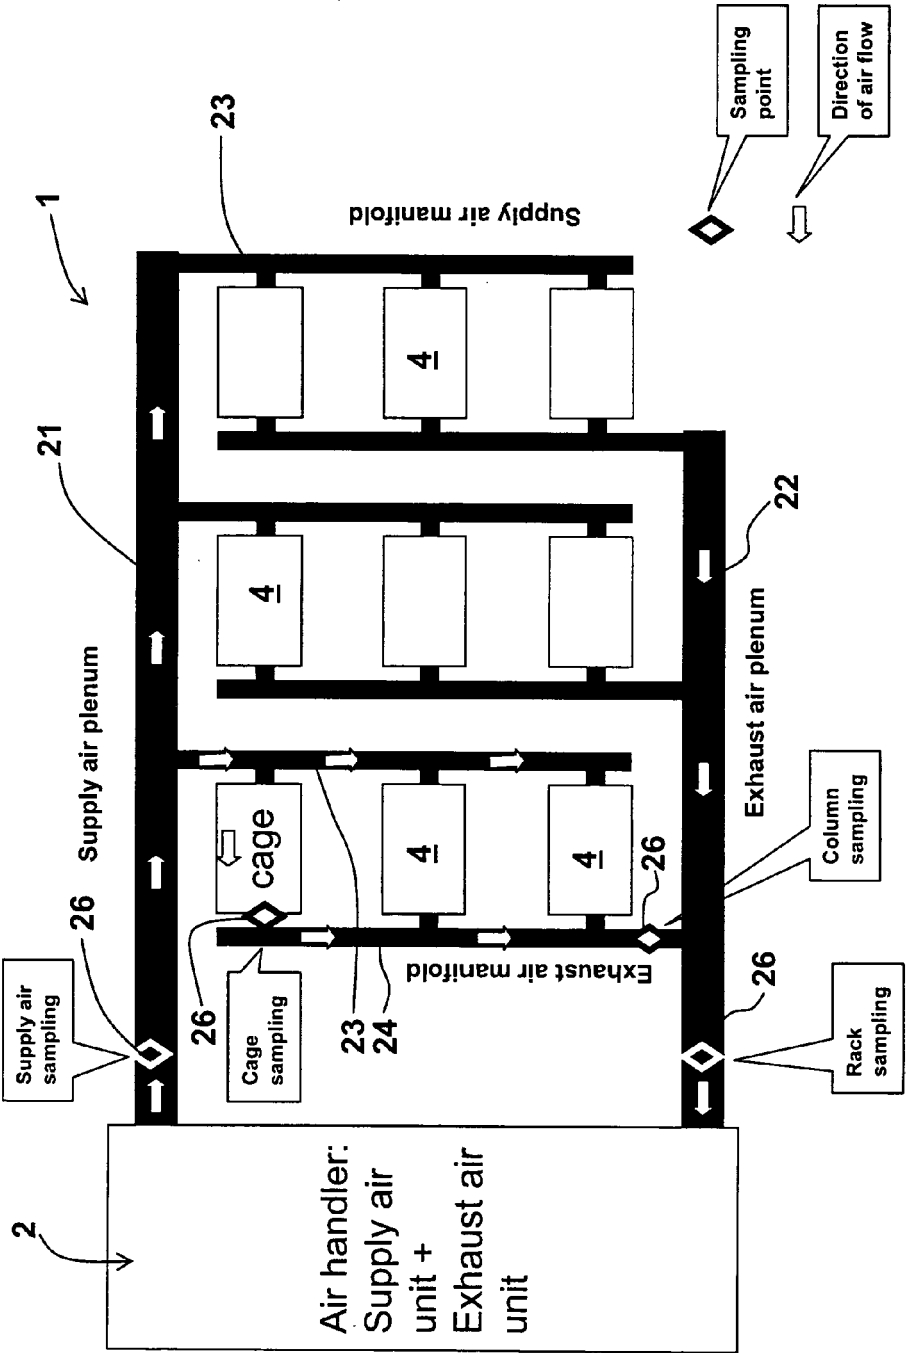 2
Air handler:
Supply air
unit +
Exhaust air
unit
Supply air
sampling
26
Supply air plenum
21
1
23
Supply air manifold
cage
4
4
4
4
26
Cage
sampling
23
24
Exhaust air manifold
26
Column
sampling
Exhaust air plenum
22
26
Rack
sampling
Sampling
point
Direction
of air flow